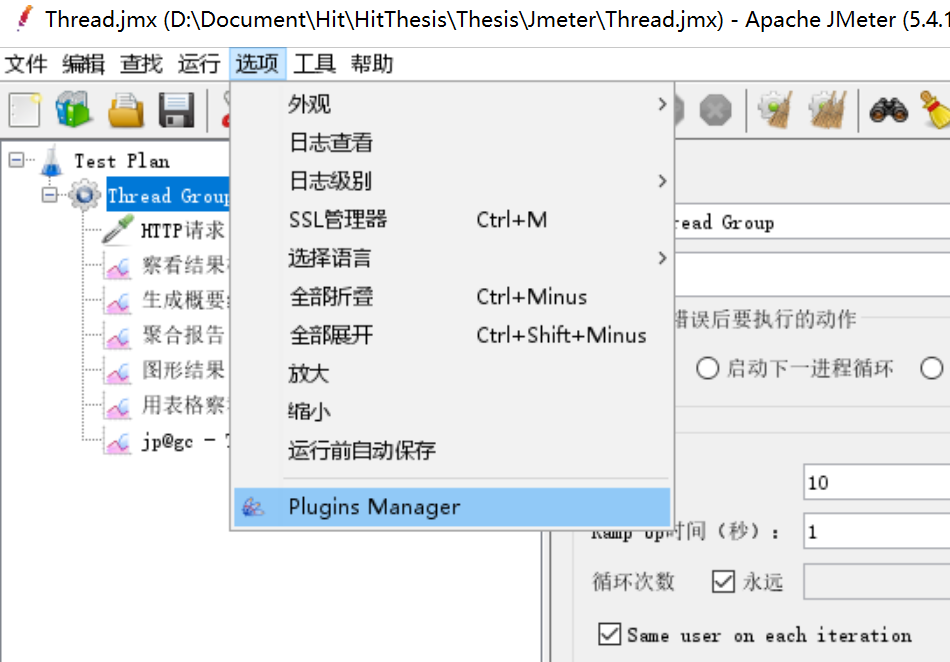 Thread.jmx (D:\Document\Hit\HitThesis\Thesis\Jmeter\Thread.jmx) - Apache JMeter (5.4.1
文件 编辑 查找 运行 选项 工具 帮助
外观
日志查看
日志级别
SSL管理器 Ctrl+M
选择语言
全部折叠 Ctrl+Minus
全部展开 Ctrl+Shift+Minus
放大
缩小
运行前自动保存
Plugins Manager
Test Plan
Thread Group
HTTP请求
察看结果
生成概要
聚合报告
图形结果
用表格察
jp@gc -
read Group
错误后要执行的动作
启动下一进程循环
10
Ramp-Up时间（秒）： 1
循环次数 永远
Same user on each iteration